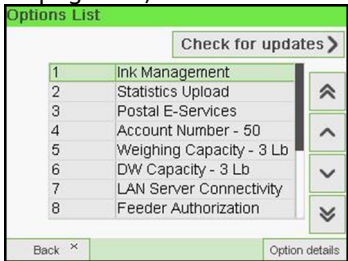 Options List
Check for updates
1 Ink Management
2 Statistics Upload
3 Postal E-Services
4 Account Number - 50
5 Weighing Capacity - 3 Lb
6 DW Capacity - 3 Lb
7 LAN Server Connectivity
8 Feeder Authorization
Back ×
Option details